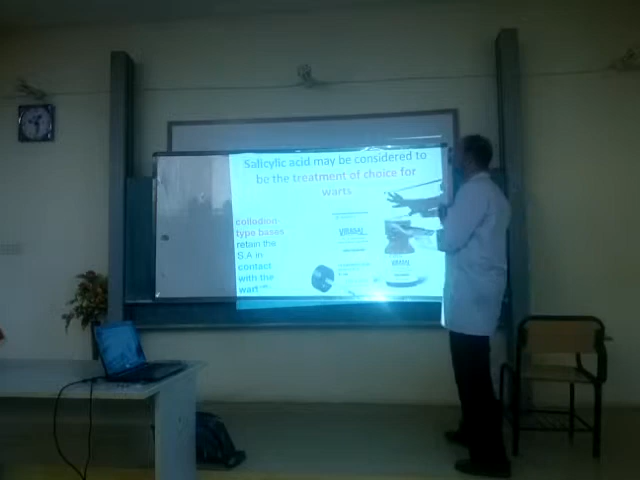 Salicylic acid may be considered to
be the treatment of choice for
warts
collodion-
type bases
retain the
S.A in
contact
with the
wart